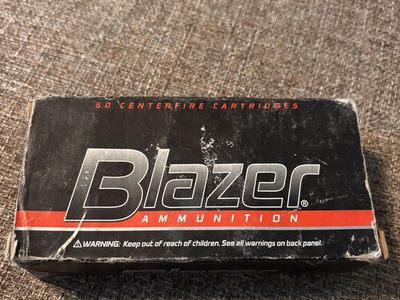 50 CENTERFIRE CARTRIDGES
Blazer®
AMMUNITION
⚠WARNING: Keep out of reach of children. See all warnings on back panel.